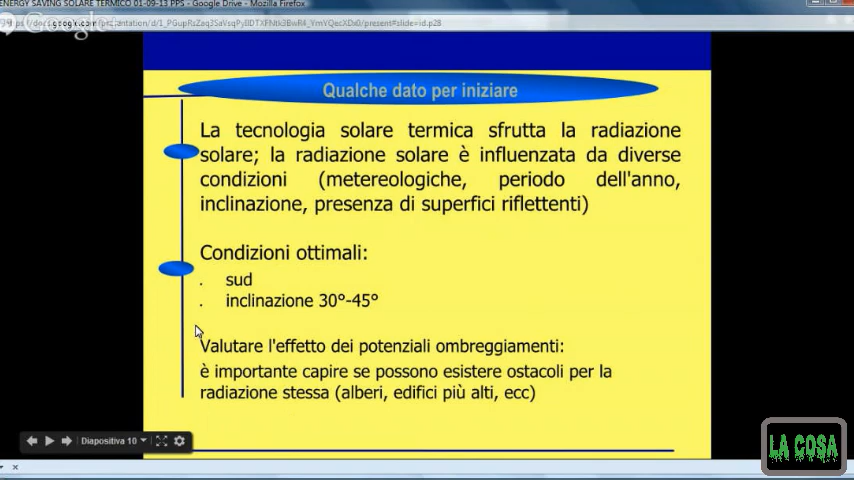 ENERGY SAVING SOLARE TERMICO 01-09-13 PPS - Google Drive - Mozilla Firefox
Google
Qualche dato per iniziare
La tecnologia solare termica sfrutta la radiazione
solare; la radiazione solare è influenzata da diverse
condizioni (metereologiche, periodo dell'anno,
inclinazione, presenza di superfici riflettenti)
Condizioni ottimali:
. sud
. inclinazione 30°-45°
Valutare l'effetto dei potenziali ombreggiamenti:
è importante capire se possono esistere ostacoli per la
radiazione stessa (alberi, edifici più alti, ecc)
Diapositiva 10
LA COSA